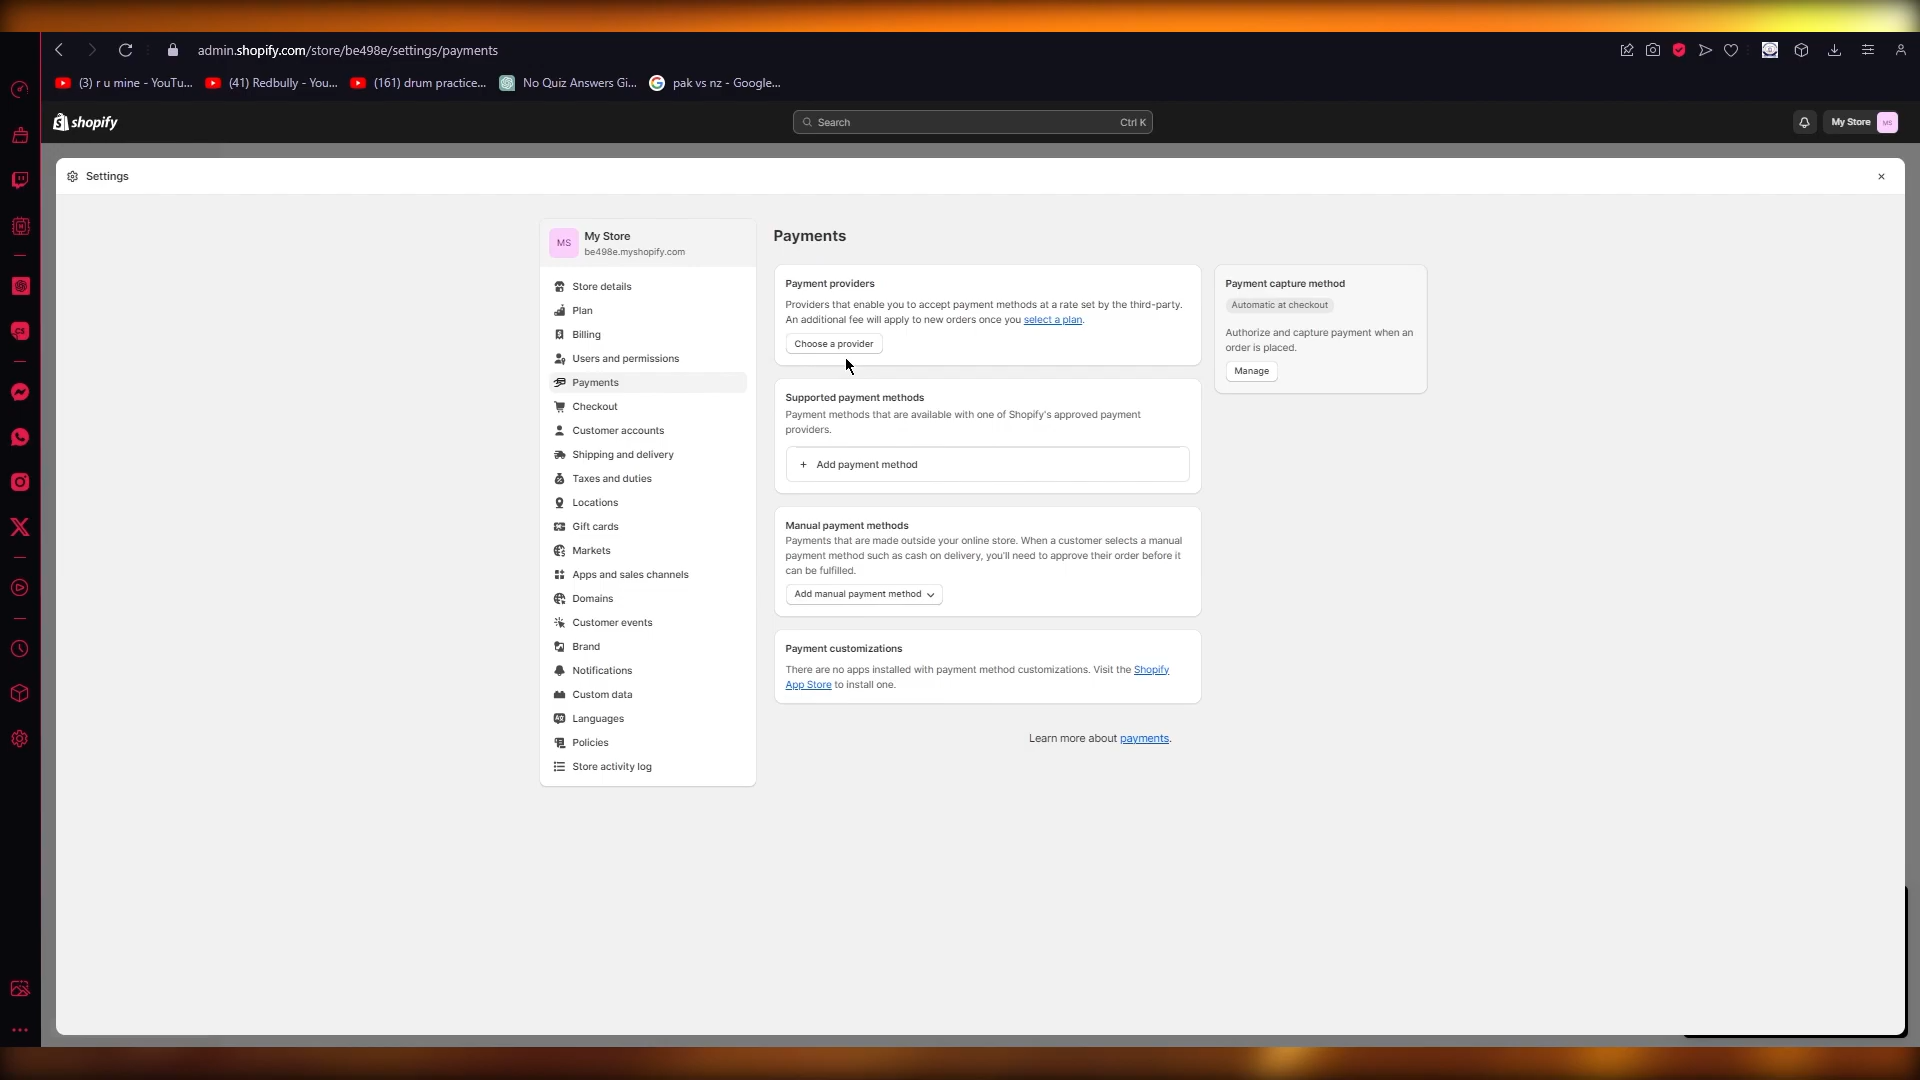 admin.shopify.com/store/be498e/settings/payments
(3) r u mine - YouTu...
(41) Redbully - You...
(161) drum practice...
No Quiz Answers Gi...
pak vs nz - Google...
shopify
Search
Ctrl K
My Store
MS
Settings
MS
My Store
be498e.myshopify.com
Store details
Plan
Billing
Users and permissions
Payments
Checkout
Customer accounts
Shipping and delivery
Taxes and duties
Locations
Gift cards
Markets
Apps and sales channels
Domains
Customer events
Brand
Notifications
Custom data
Languages
Policies
Store activity log
Payments
Payment providers
Providers that enable you to accept payment methods at a rate set by the third-party.
An additional fee will apply to new orders once you select a plan.
Choose a provider
Supported payment methods
Payment methods that are available with one of Shopify's approved payment
providers.
+ Add payment method
Manual payment methods
Payments that are made outside your online store. When a customer selects a manual
payment method such as cash on delivery, you'll need to approve their order before it
can be fulfilled.
Add manual payment method
Payment customizations
There are no apps installed with payment method customizations. Visit the Shopify
App Store to install one.
Learn more about payments.
Payment capture method
Automatic at checkout
Authorize and capture payment when an
order is placed.
Manage